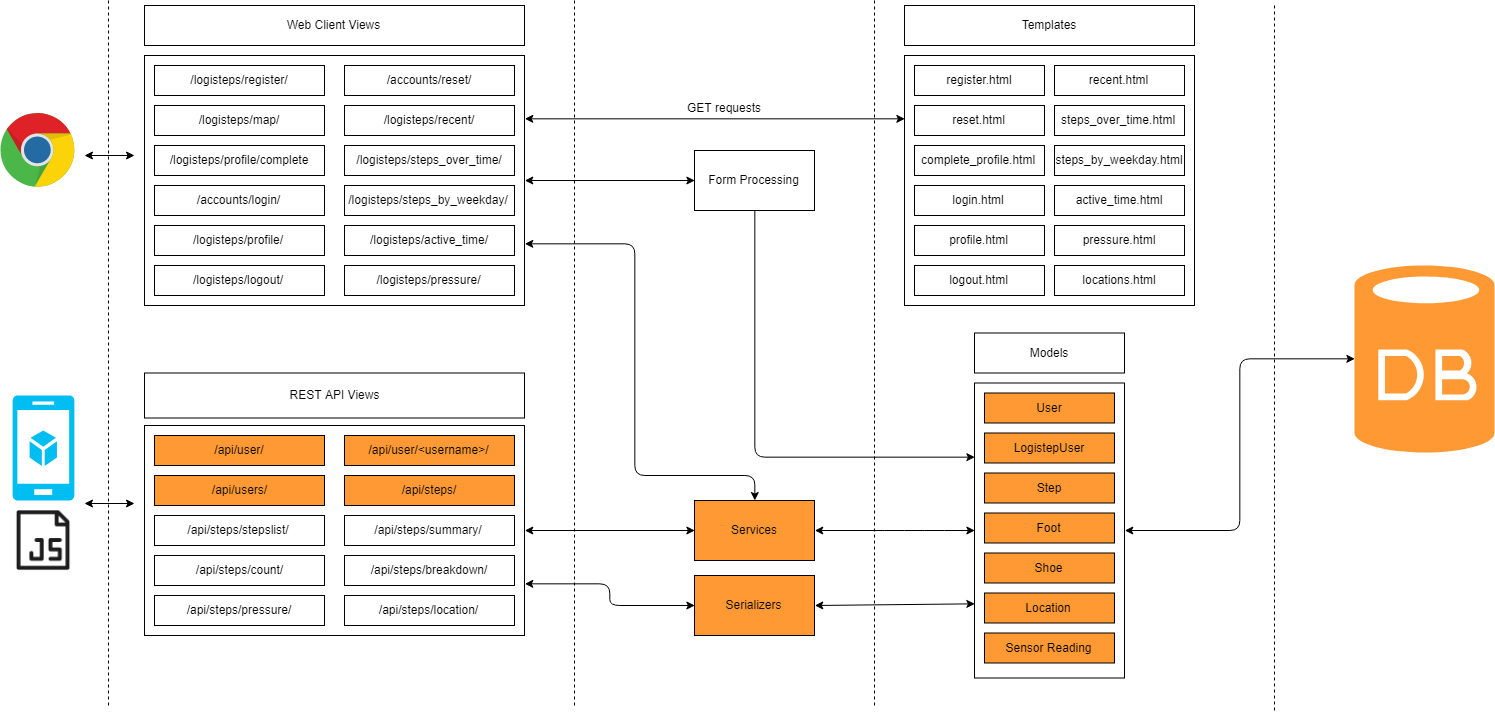 Web Client Views
/logisteps/register/
/accounts/reset/
/logisteps/map/
/logisteps/recent/
/logisteps/profile/complete
/logisteps/steps_over_time/
/accounts/login/
/logisteps/steps_by_weekday/
/logisteps/profile/
/logisteps/active_time/
/logisteps/logout/
/logisteps/pressure/
GET requests
Form Processing
Templates
register.html
recent.html
reset.html
steps_over_time.html
complete_profile.html
steps_by_weekday.html
login.html
active_time.html
profile.html
pressure.html
logout.html
locations.html
REST API Views
/api/user/
/api/user/<username>/
/api/users/
/api/steps/
/api/steps/stepslist/
/api/steps/summary/
/api/steps/count/
/api/steps/breakdown/
/api/steps/pressure/
/api/steps/location/
JS
Services
Serializers
Models
User
LogistepUser
Step
Foot
Shoe
Location
Sensor Reading
DB